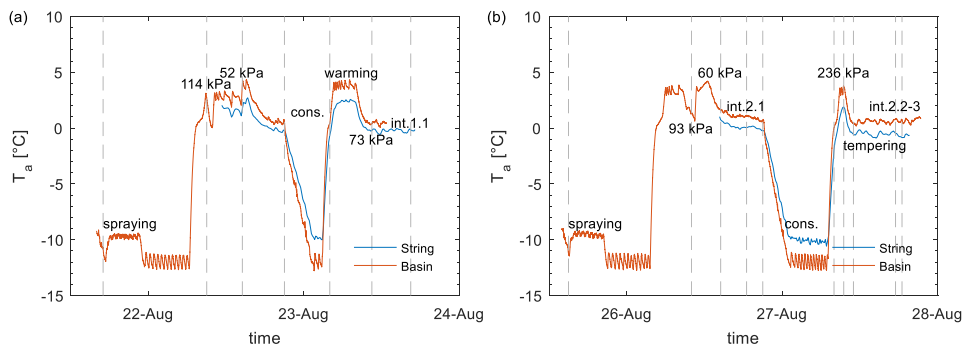 (a)
10
5
0
-5
-10
-15
T_a [°C]
22-Aug
23-Aug
24-Aug
time
114 kPa
52 kPa
warming
cons.
int.1.1
73 kPa
spraying
String
Basin
(b)
10
5
0
-5
-10
-15
T_a [°C]
26-Aug
27-Aug
28-Aug
time
60 kPa
236 kPa
int.2.1
int.2.2-3
93 kPa
tempering
spraying
cons.
String
Basin